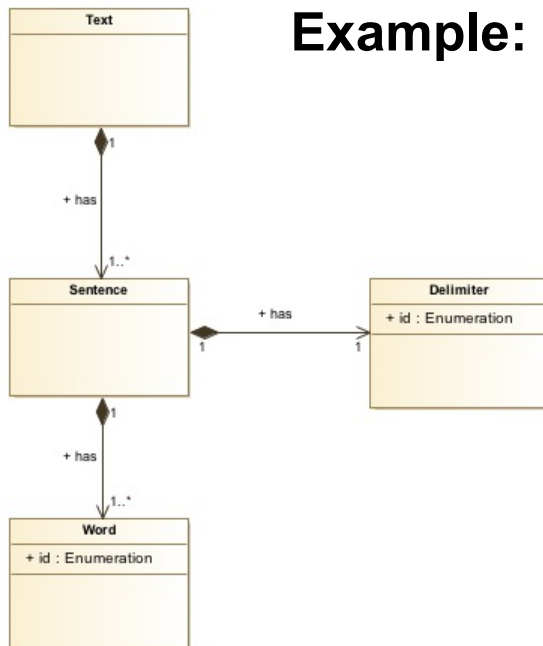 Example:
Text
1
+ has
1..*
Sentence
1
+ has
1
Delimiter
+ id : Enumeration
1
+ has
1..*
Word
+ id : Enumeration